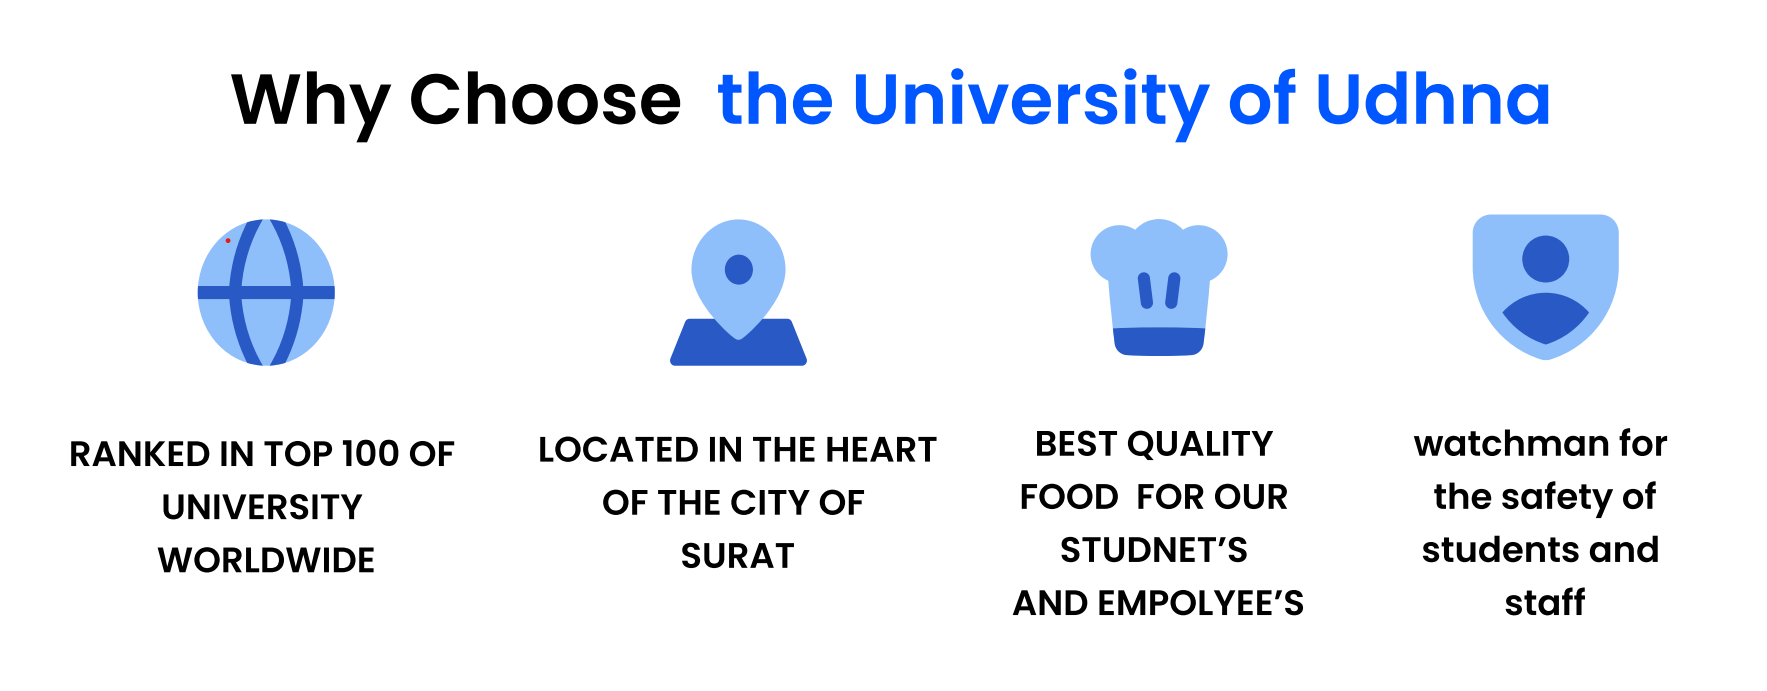 Why Choose  the University of Udhna
RANKED IN TOP 100 OF
UNIVERSITY
WORLDWIDE
LOCATED IN THE HEART
OF THE CITY OF
SURAT
BEST QUALITY
FOOD  FOR OUR
STUDNET’S
AND EMPOLYEE’S
watchman for
the safety of
students and
staff